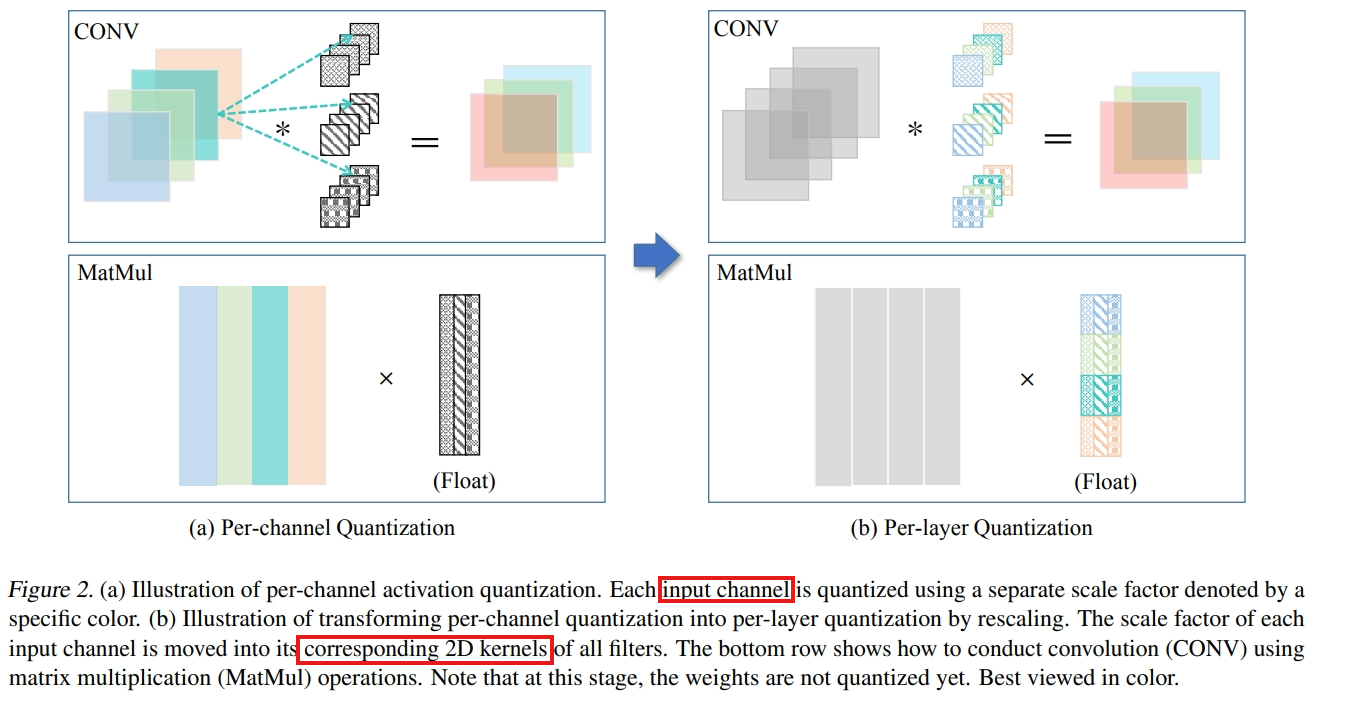 CONV
*
=
MatMul
×
(Float)
(a) Per-channel Quantization
CONV
*
=
MatMul
×
(Float)
(b) Per-layer Quantization
Figure 2. (a) Illustration of per-channel activation quantization. Each input channel is quantized using a separate scale factor denoted by a
specific color. (b) Illustration of transforming per-channel quantization into per-layer quantization by rescaling. The scale factor of each
input channel is moved into its corresponding 2D kernels of all filters. The bottom row shows how to conduct convolution (CONV) using
matrix multiplication (MatMul) operations. Note that at this stage, the weights are not quantized yet. Best viewed in color.